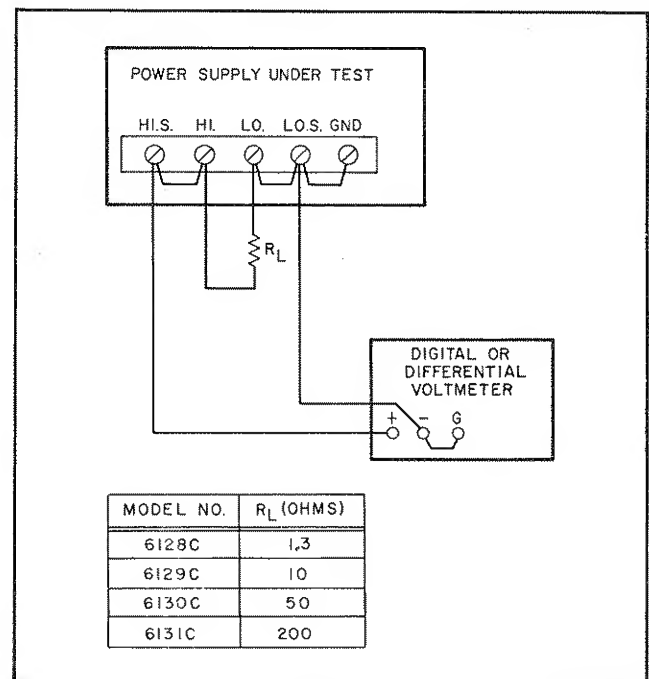 POWER SUPPLY UNDER TEST
HI.S. HI. LO. LO.S. GND
RL
DIGITAL OR
DIFFERENTIAL
VOLTMETER
+ - G
MODEL NO. RL (OHMS)
6128C 1.3
6129C 10
6130C 50
6131C 200